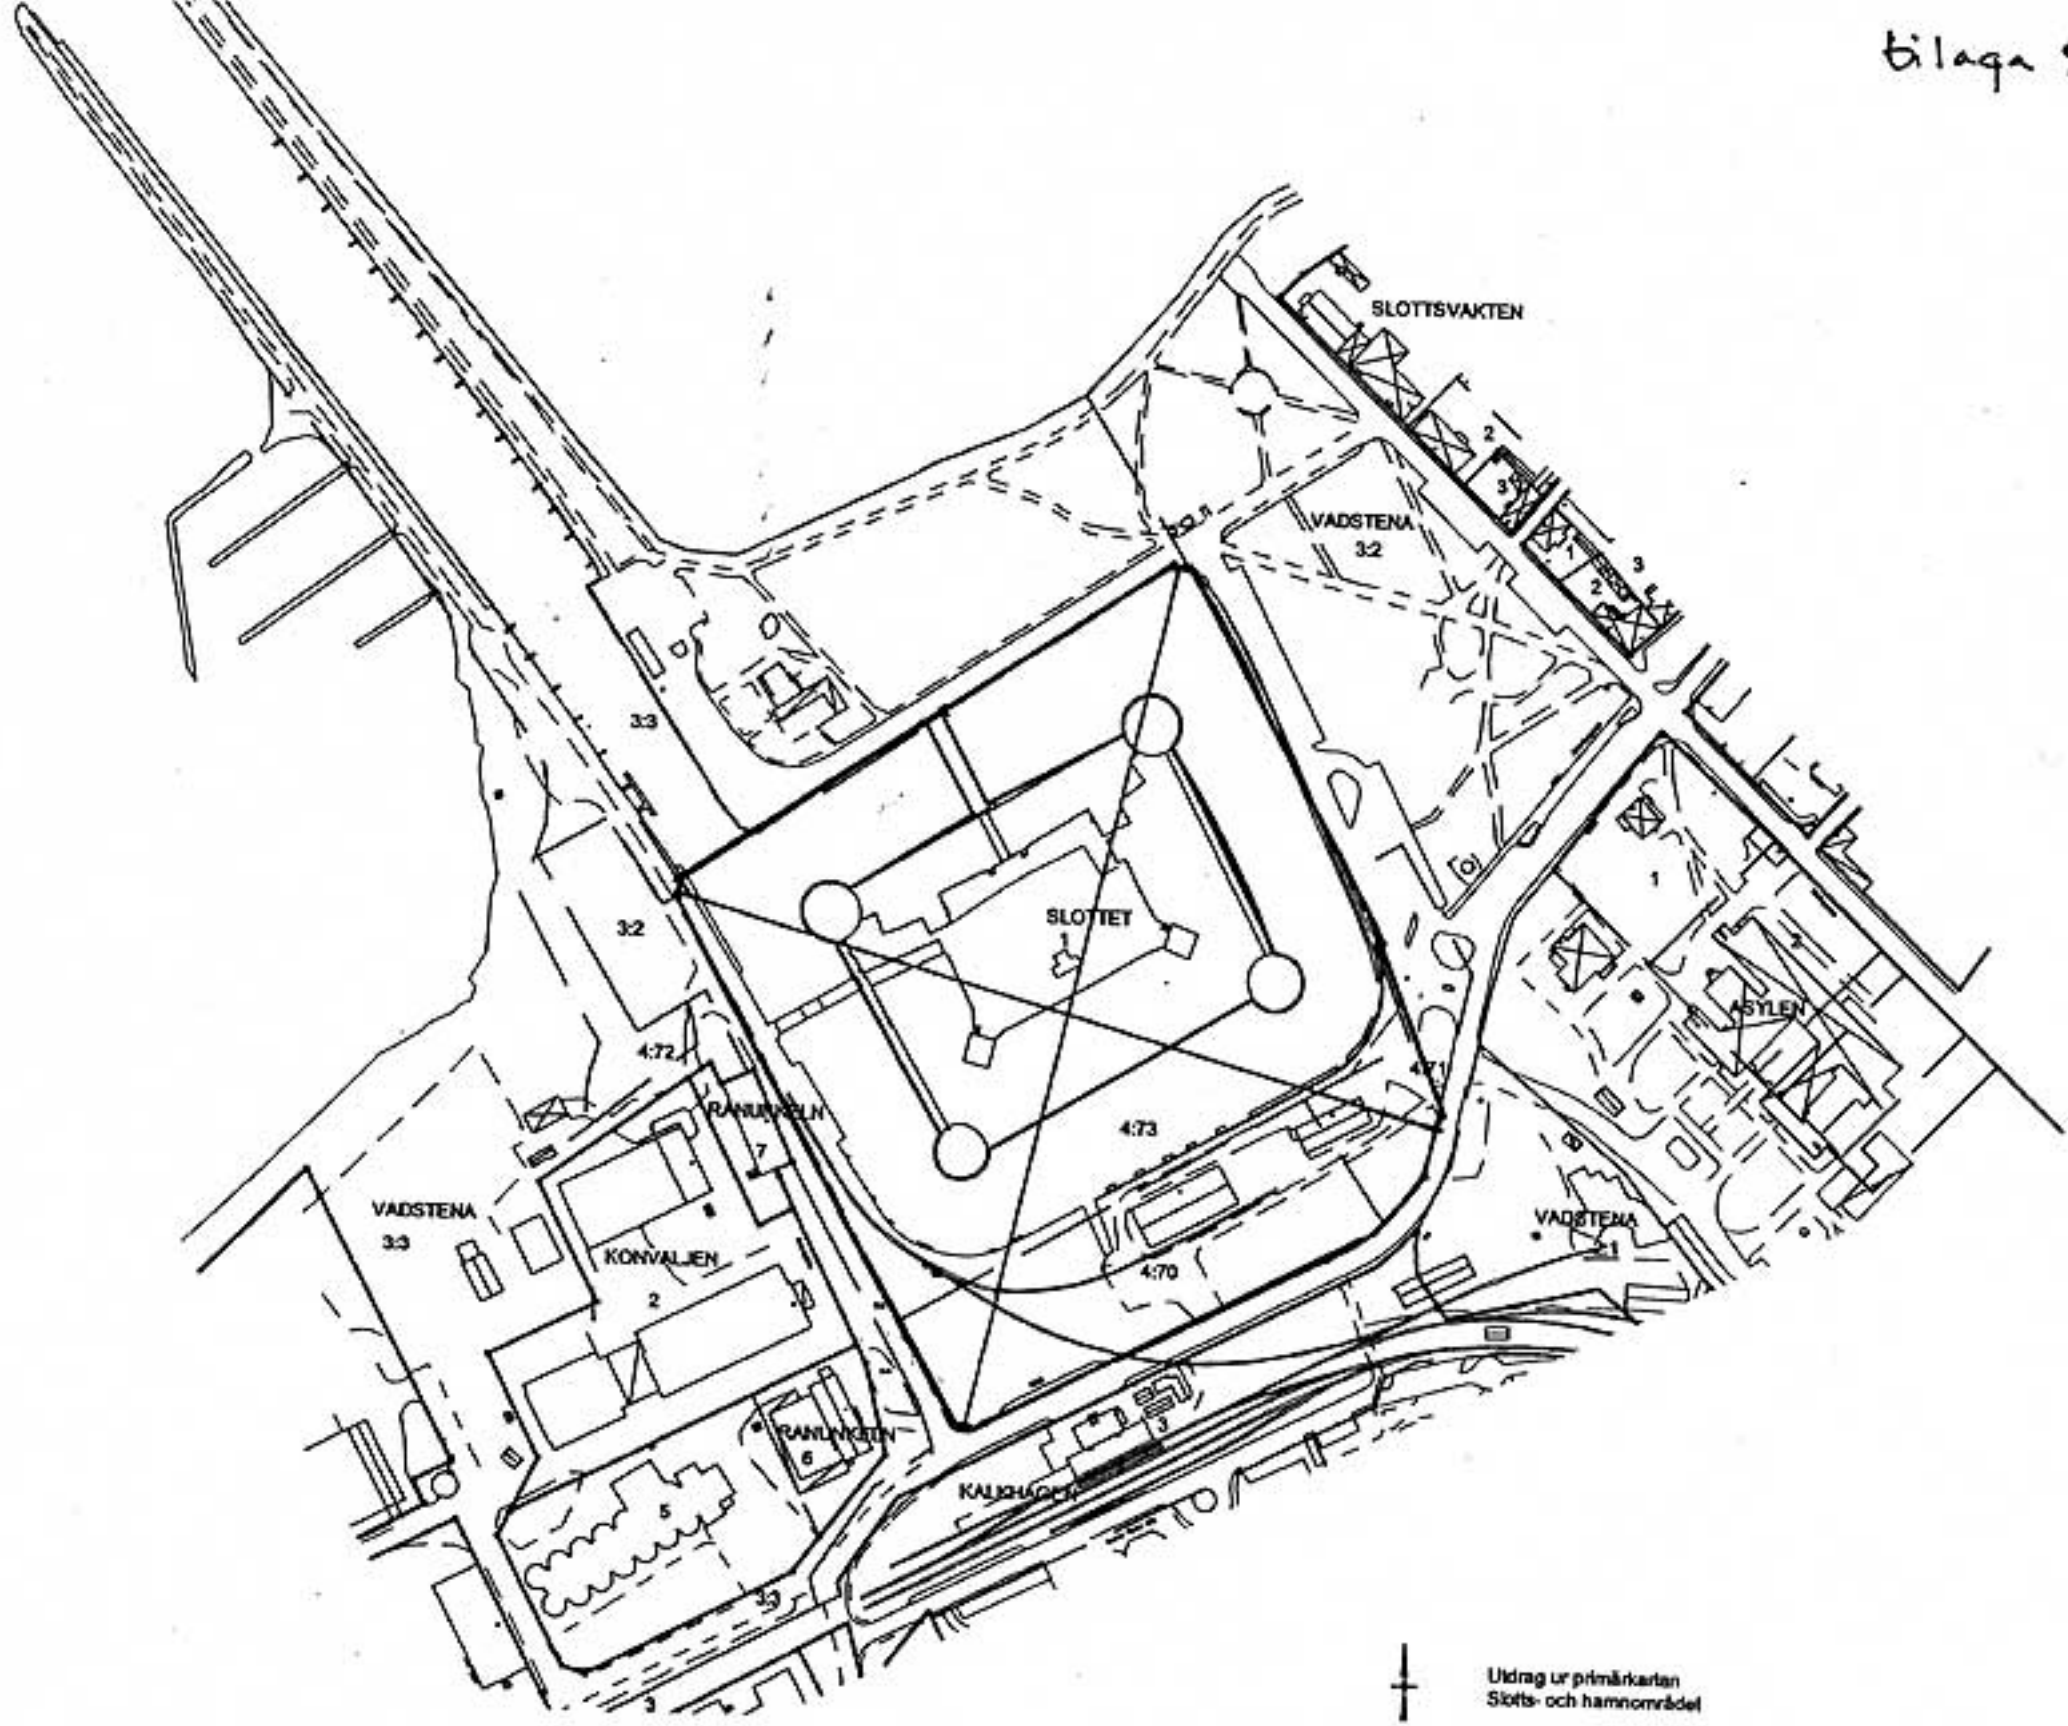 bilaga
SLOTTSVAKTEN
2
3
VADSTENA
3:2
1
3
2
3:3
1
SLOTTET
1
3:2
2
ASYLEN
4:72
4:71
RANUNKELN
7
4:73
VADSTENA
3:3
VADSTENA
KONVALJEN
2
4:70
3
RANUNKELN
6
KALKHAGEN
5
3:3
3
Utdrag ur primärkartan
Slotts- och hamnområdet